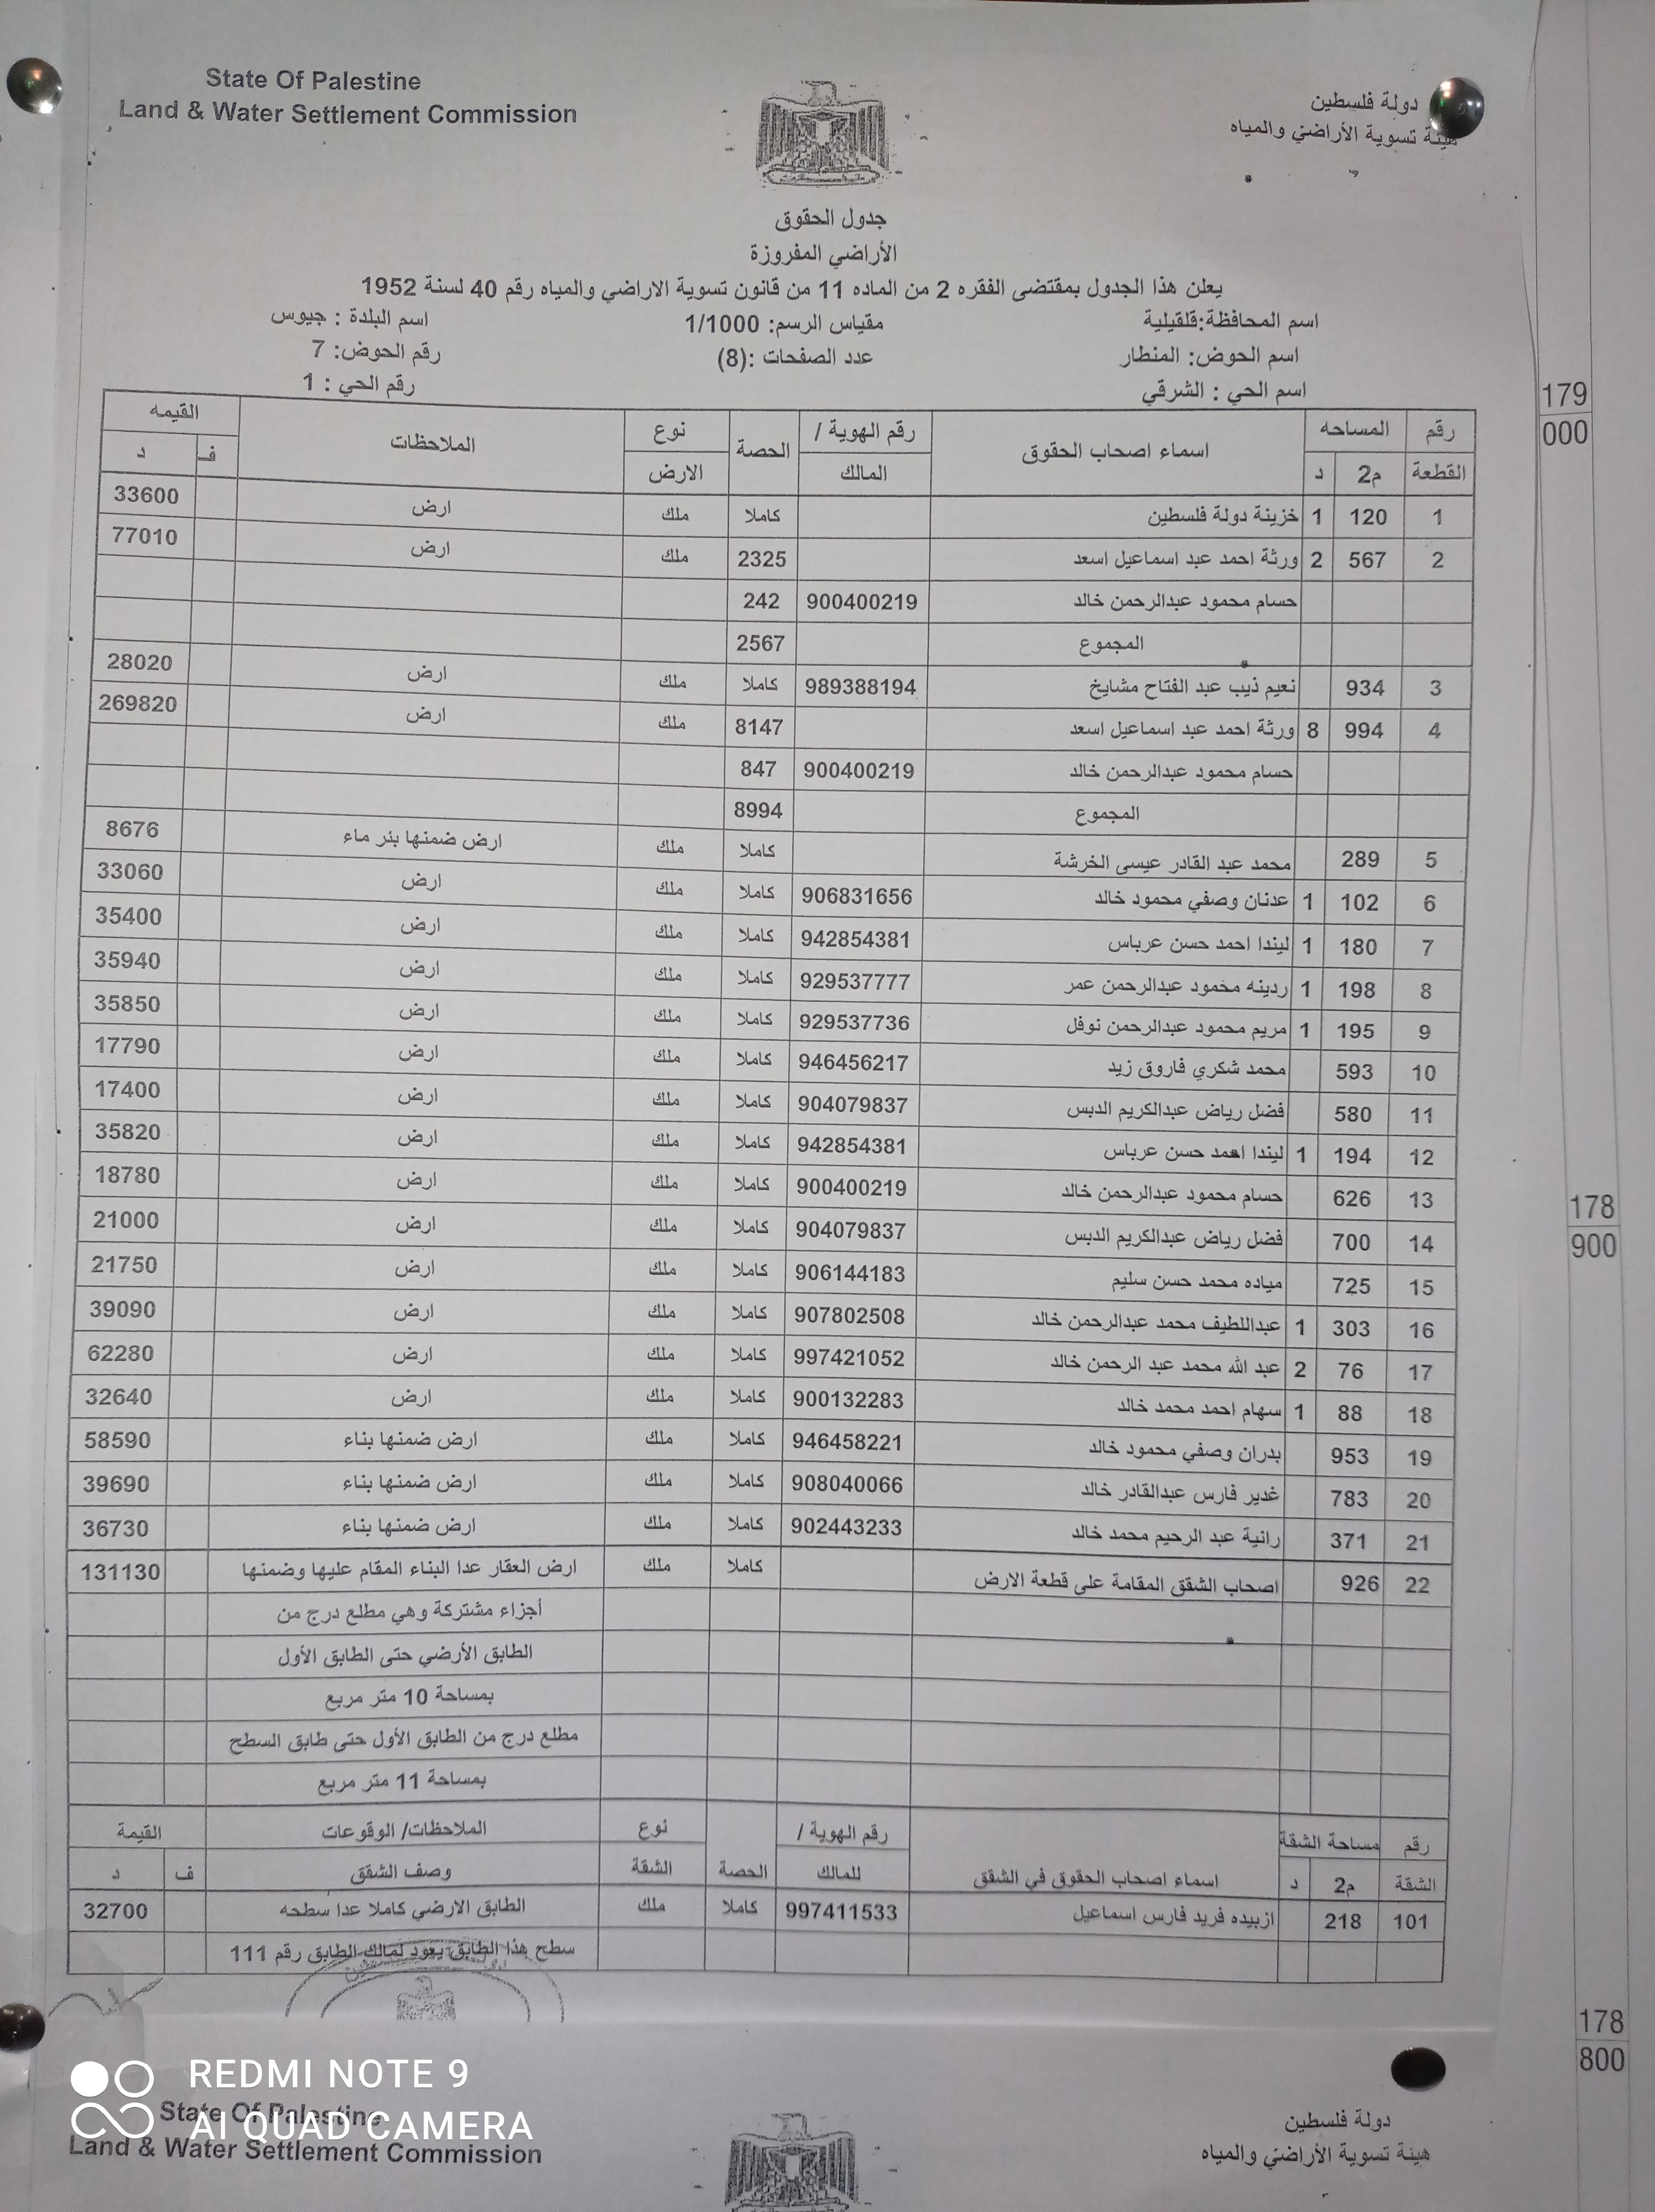 State Of Palestine
Land & Water Settlement Commission
دولة فلسطين
هيئة تسوية الأراضي والمياه
جدول الحقوق
الأراضي المفروزة
يعلن هذا الجدول بمقتضى الفقره 2 من الماده 11 من قانون تسوية الاراضي والمياه رقم 40 لسنة 1952
اسم المحافظة:قلقيلية مقياس الرسم: 1/1000 اسم البلدة : جيوس
اسم الحوض: المنطار عدد الصفحات :(8) رقم الحوض: 7
اسم الحي : الشرقي رقم الحي : 1
رقم المساحه اسماء اصحاب الحقوق رقم الهوية / الحصة نوع الملاحظات القيمه
القطعة م2 د المالك الارض ف د
1 120 1 خزينة دولة فلسطين كاملا ملك ارض 33600
2 567 2 ورثة احمد عبد اسماعيل اسعد 2325 ملك ارض 77010
حسام محمود عبدالرحمن خالد 900400219 242
المجموع 2567
3 934 نعيم ذيب عبد الفتاح مشايخ 989388194 كاملا ملك ارض 28020
4 994 8 ورثة احمد عبد اسماعيل اسعد 8147 ملك ارض 269820
حسام محمود عبدالرحمن خالد 900400219 847
المجموع 8994
5 289 محمد عبد القادر عيسى الخرشة كاملا ملك ارض ضمنها بئر ماء 8676
6 102 1 عدنان وصفي محمود خالد 906831656 كاملا ملك ارض 33060
7 180 1 ليندا احمد حسن عرباس 942854381 كاملا ملك ارض 35400
8 198 1 ردينه محمود عبدالرحمن عمر 929537777 كاملا ملك ارض 35940
9 195 1 مريم محمود عبدالرحمن نوفل 929537736 كاملا ملك ارض 35850
10 593 محمد شكري فاروق زيد 946456217 كاملا ملك ارض 17790
11 580 فضل رياض عبدالكريم الدبس 904079837 كاملا ملك ارض 17400
12 194 1 ليندا احمد حسن عرباس 942854381 كاملا ملك ارض 35820
13 626 حسام محمود عبدالرحمن خالد 900400219 كاملا ملك ارض 18780
14 700 فضل رياض عبدالكريم الدبس 904079837 كاملا ملك ارض 21000
15 725 مياده محمد حسن سليم 906144183 كاملا ملك ارض 21750
16 303 1 عبداللطيف محمد عبدالرحمن خالد 907802508 كاملا ملك ارض 39090
17 76 2 عبد الله محمد عبد الرحمن خالد 997421052 كاملا ملك ارض 62280
18 88 1 سهام احمد محمد خالد 900132283 كاملا ملك ارض 32640
19 953 بدران وصفي محمود خالد 946458221 كاملا ملك ارض ضمنها بناء 58590
20 783 غدير فارس عبدالقادر خالد 908040066 كاملا ملك ارض ضمنها بناء 39690
21 371 رانية عبد الرحيم محمد خالد 902443233 كاملا ملك ارض ضمنها بناء 36730
22 926 اصحاب الشقق المقامة على قطعة الارض كاملا ملك ارض العقار عدا البناء المقام عليها وضمنها 131130
أجزاء مشتركة وهي مطلع درج من
الطابق الأرضي حتى الطابق الأول
بمساحة 10 متر مربع
مطلع درج من الطابق الأول حتى طابق السطح
بمساحة 11 متر مربع
رقم مساحة الشقة اسماء اصحاب الحقوق في الشقق رقم الهوية / الحصة نوع الملاحظات/ الوقوعات القيمة
الشقة م2 د للمالك الشقة وصف الشقق ف د
101 218 ازبيده فريد فارس اسماعيل 997411533 كاملا ملك الطابق الارضي كاملا عدا سطحه 32700
سطح هذا الطابق يعود لمالك الطابق رقم 111
179
000
178
900
178
800
REDMI NOTE 9
AI QUAD CAMERA
State Of Palestine
Land & Water Settlement Commission
دولة فلسطين
هيئة تسوية الأراضي والمياه